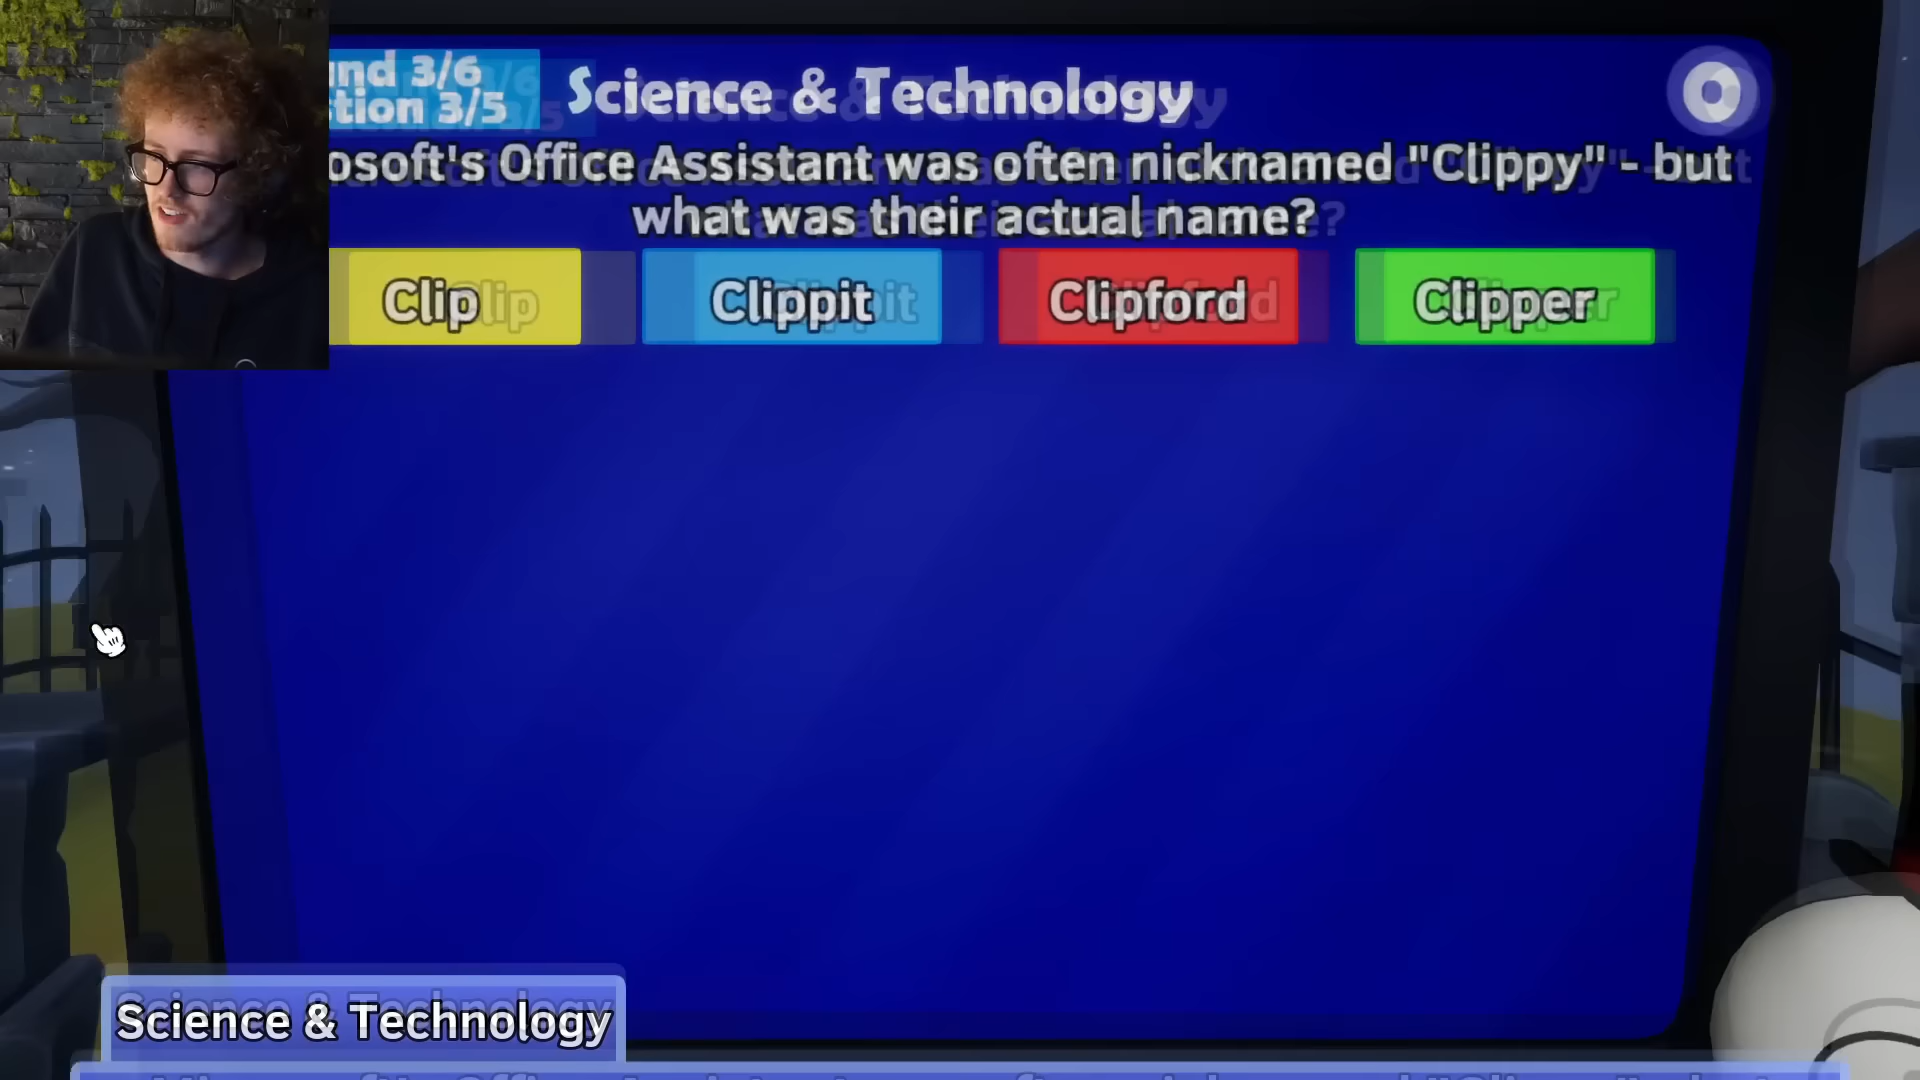 nd 3/6
stion 3/5
Science & Technology
osoft's Office Assistant was often nicknamed "Clippy" - but
what was their actual name?
Clip
Clippit
Clipford
Clipper
Science & Technology